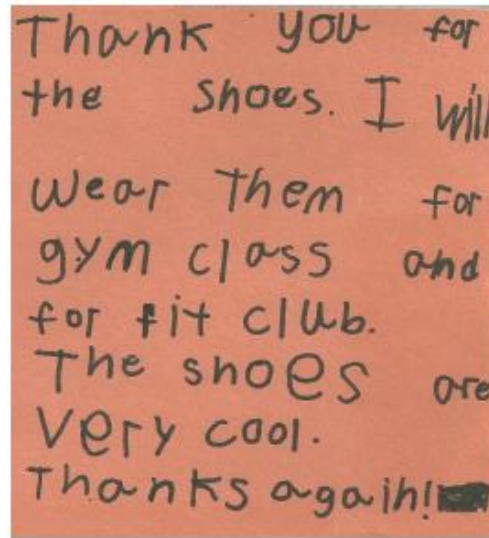 Thank you for
the shoes. I will
wear them for
gym class and
for fit club.
The shoes are
very cool.
Thanks again!